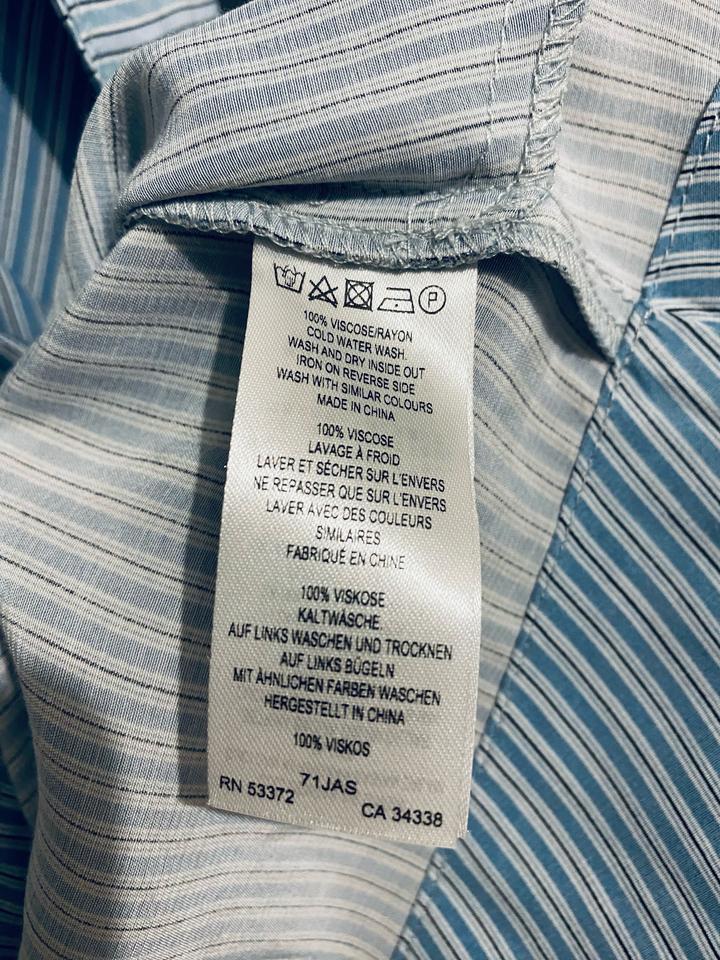 P
100% VISCOSE/RAYON
COLD WATER WASH.
WASH AND DRY INSIDE OUT
IRON ON REVERSE SIDE
WASH WITH SIMILAR COLOURS
MADE IN CHINA
100% VISCOSE
LAVAGE À FROID
LAVER ET SÉCHER SUR L'ENVERS
NE REPASSER QUE SUR L'ENVERS
LAVER AVEC DES COULEURS
SIMILAIRES
FABRIQUÉ EN CHINE
100% VISKOSE
KALTWÄSCHE.
AUF LINKS WASCHEN UND TROCKNEN
AUF LINKS BÜGELN
MIT ÄHNLICHEN FARBEN WASCHEN
HERGESTELLT IN CHINA
100% VISKOS
71JAS
RN 53372 CA 34338